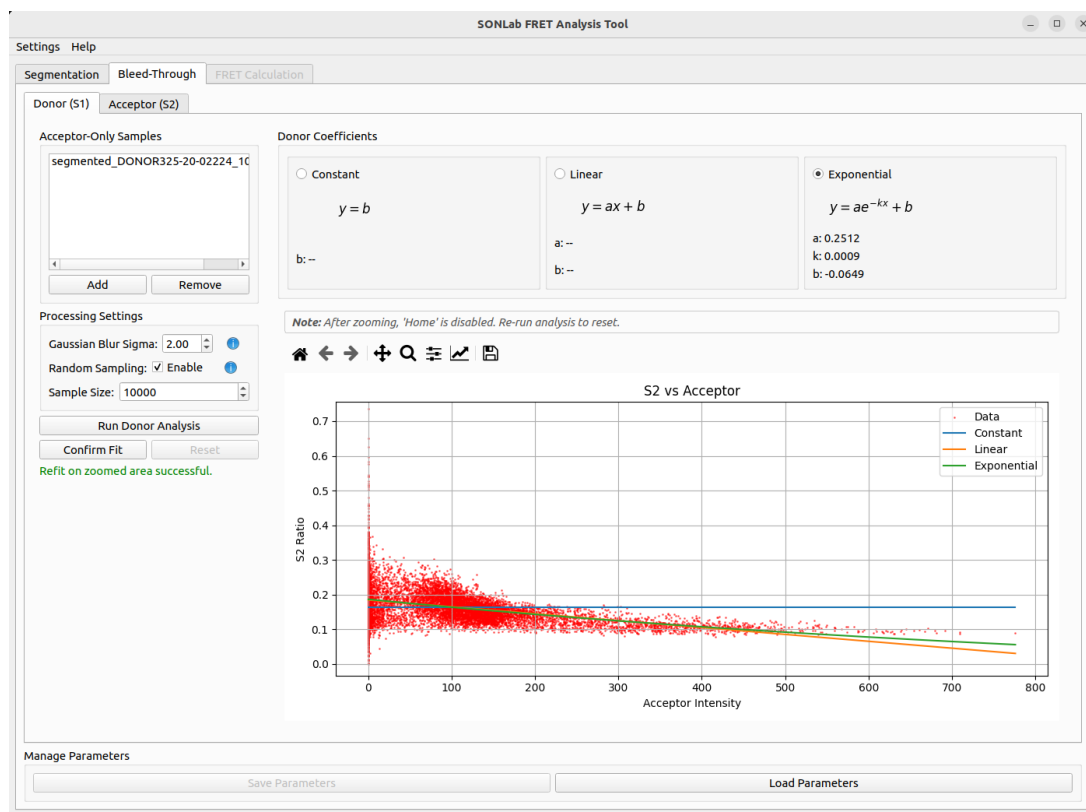 SONLab FRET Analysis Tool
Settings Help
Segmentation Bleed-Through FRET Calculation
Donor (S1) Acceptor (S2)
Acceptor-Only Samples
segmented_DONOR325-20-02224_10
Add Remove
Processing Settings
Gaussian Blur Sigma: 2.00
Random Sampling: Enable
Sample Size: 10000
Run Donor Analysis
Confirm Fit Reset
Refit on zoomed area successful.
Donor Coefficients
Constant
y = b
b: --
Linear
y = ax + b
a: --
b: --
Exponential
y = ae^{-kx} + b
a: 0.2512
k: 0.0009
b: -0.0649
Note: After zooming, 'Home' is disabled. Re-run analysis to reset.
S2 vs Acceptor
Data
Constant
Linear
Exponential
S2 Ratio
0.7
0.6
0.5
0.4
0.3
0.2
0.1
0.0
0 100 200 300 400 500 600 700 800
Acceptor Intensity
Manage Parameters
Save Parameters Load Parameters